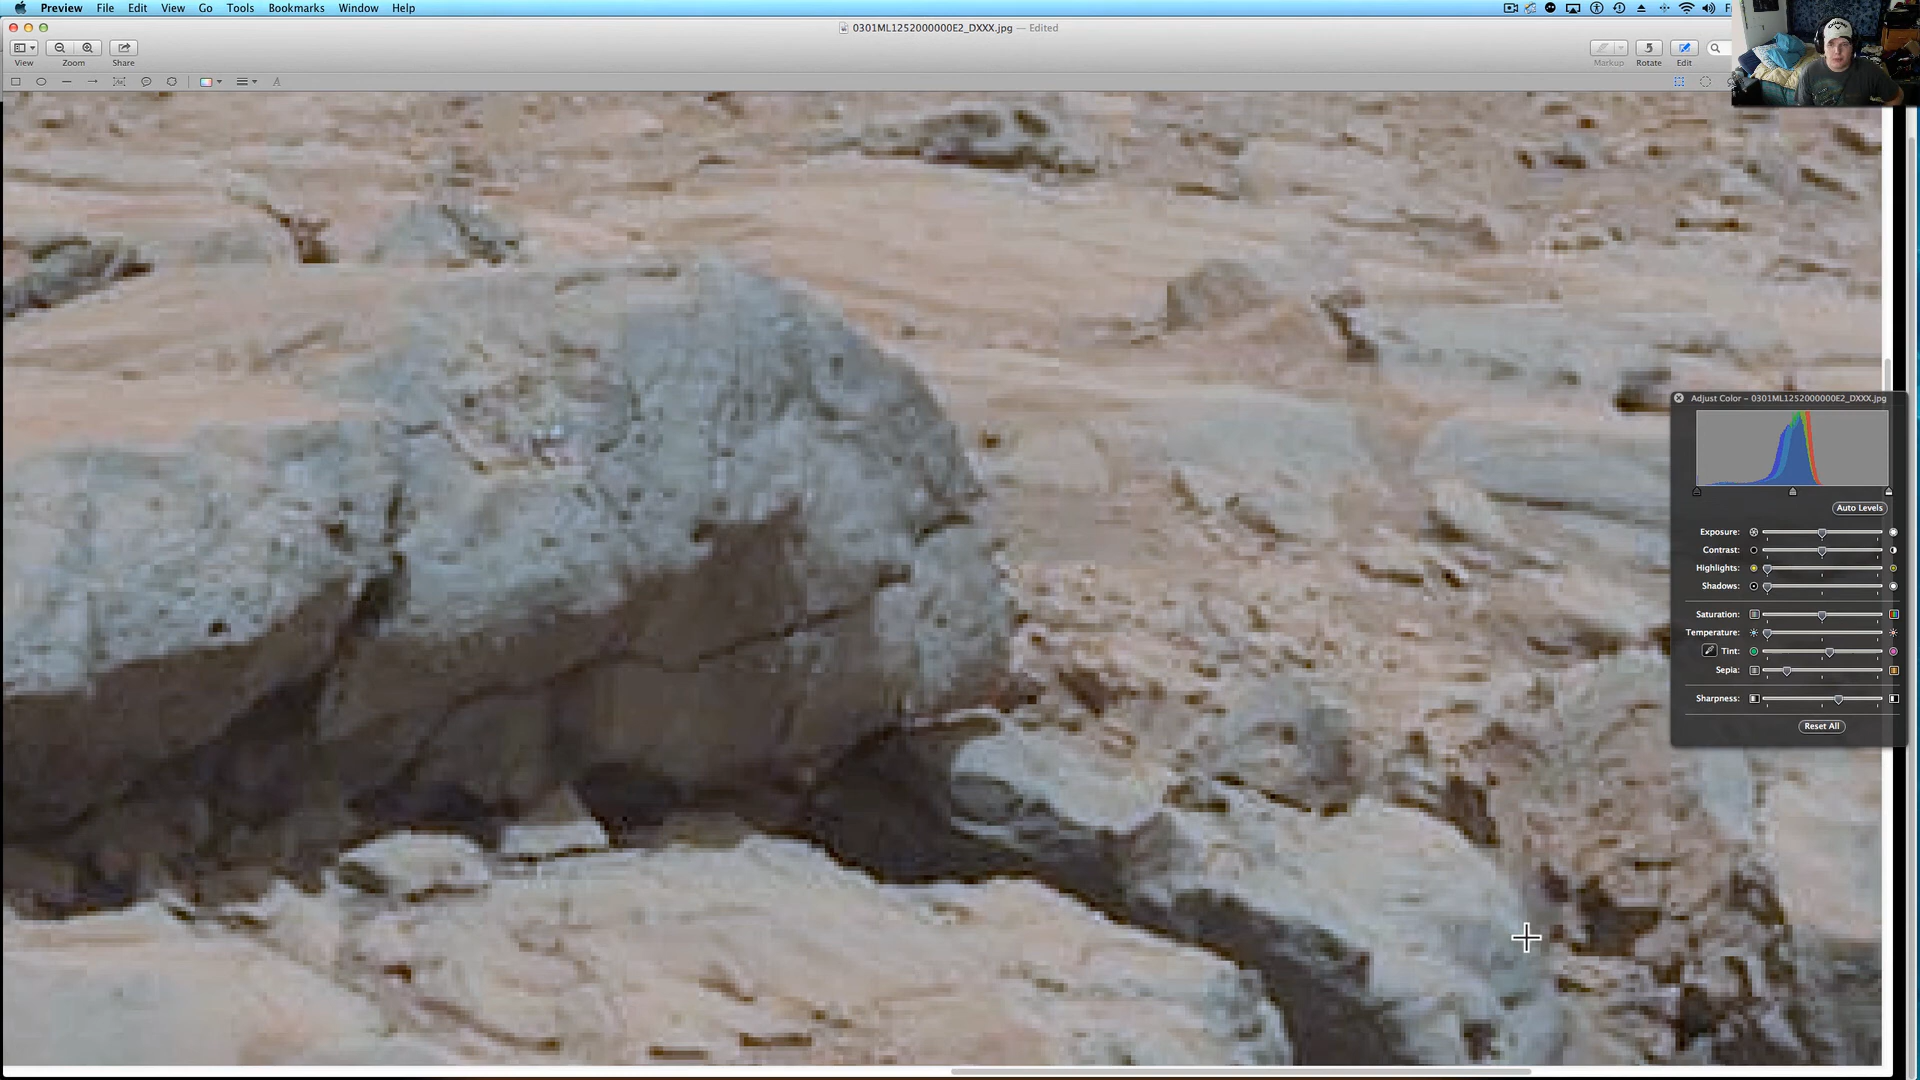 Preview File Edit View Go Tools Bookmarks Window Help
0301ML1252000000E2_DXXX.jpg — Edited
View Zoom Share Markup Rotate Edit
Adjust Color – 0301ML1252000000E2_DXXX.jpg
Auto Levels
Exposure:
Contrast:
Highlights:
Shadows:
Saturation:
Temperature:
Tint:
Sepia:
Sharpness:
Reset All